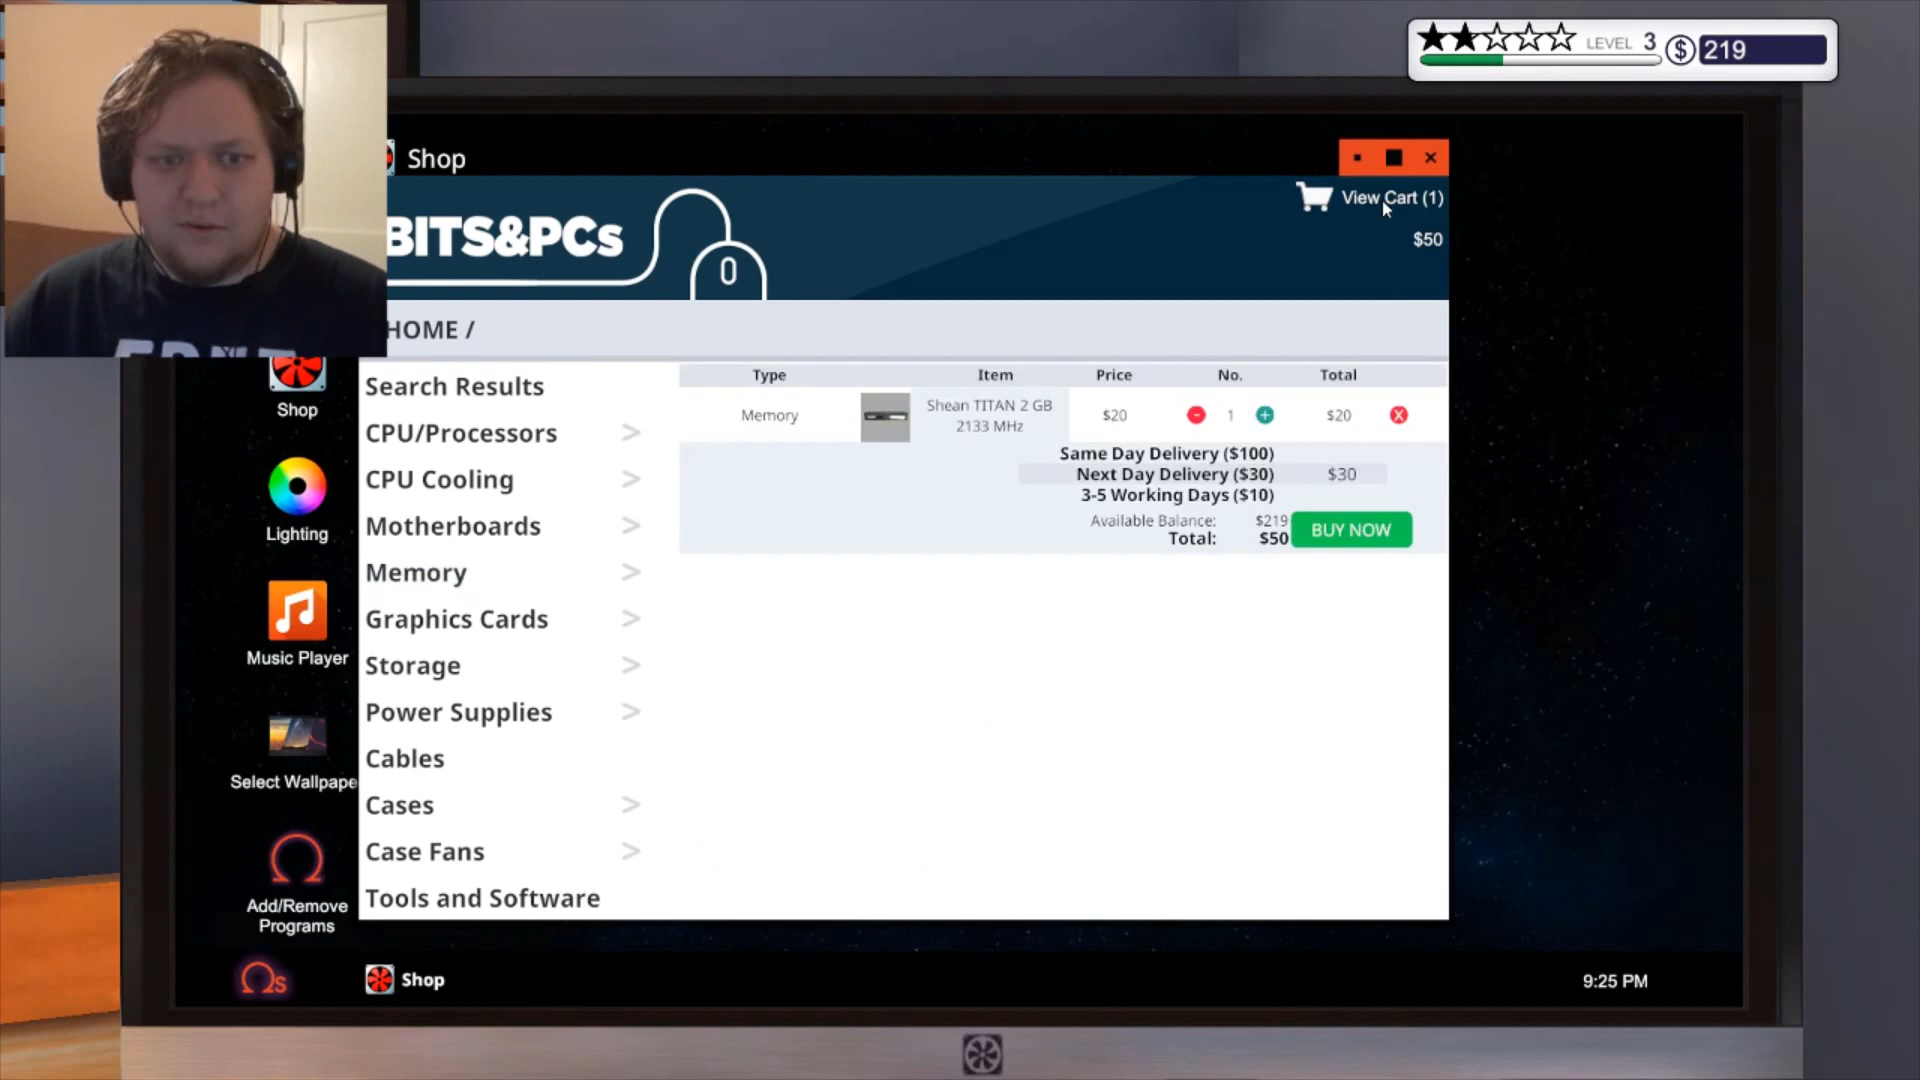 LEVEL 3 $ 219
Shop
View Cart (1)
$50
BITS&PCs
HOME /
Search Results
CPU/Processors >
CPU Cooling >
Motherboards >
Memory >
Graphics Cards >
Storage >
Power Supplies >
Cables
Cases >
Case Fans >
Tools and Software
Type Item Price No. Total
Memory Shean TITAN 2 GB
2133 MHz $20 - 1 + $20 X
Same Day Delivery ($100)
Next Day Delivery ($30) $30
3-5 Working Days ($10)
Available Balance: $219
Total: $50
BUY NOW
Shop
Lighting
Music Player
Select Wallpape
Add/Remove
Programs
Ωs
Shop
9:25 PM